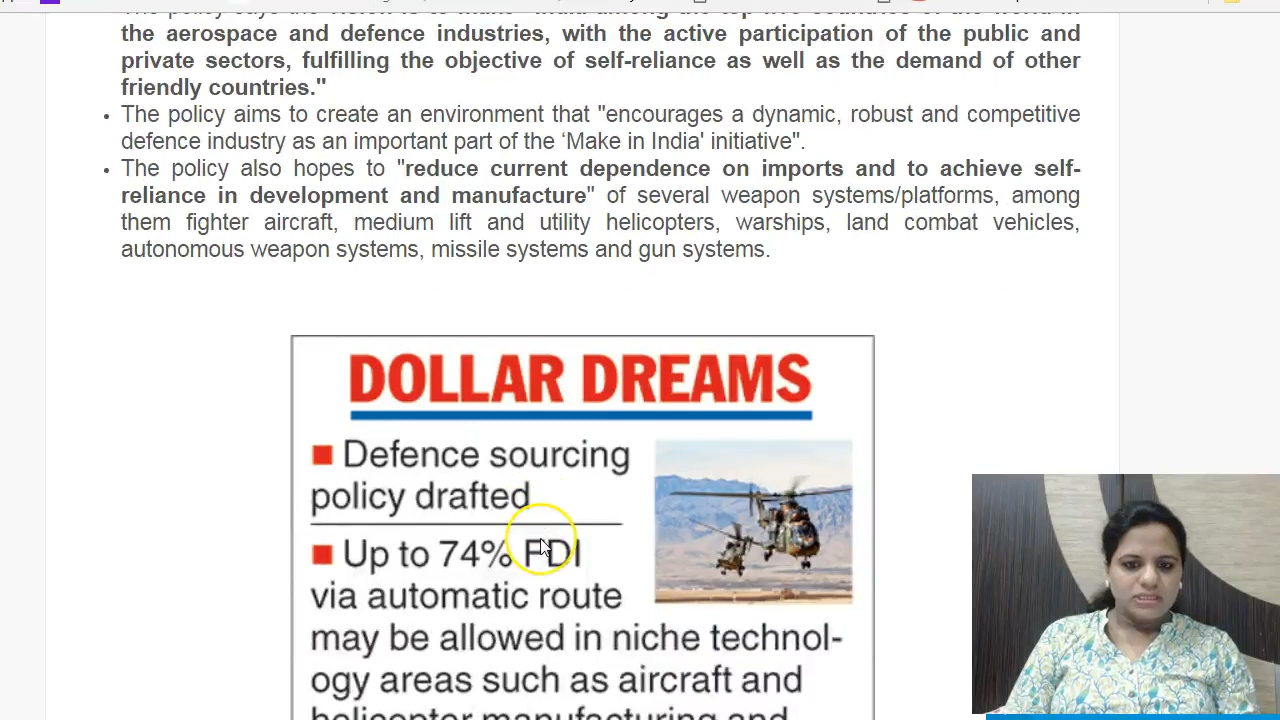 the aerospace and defence industries, with the active participation of the public and
private sectors, fulfilling the objective of self-reliance as well as the demand of other
friendly countries."
• The policy aims to create an environment that "encourages a dynamic, robust and competitive
defence industry as an important part of the ‘Make in India' initiative".
• The policy also hopes to "reduce current dependence on imports and to achieve self-
reliance in development and manufacture" of several weapon systems/platforms, among
them fighter aircraft, medium lift and utility helicopters, warships, land combat vehicles,
autonomous weapon systems, missile systems and gun systems.
DOLLAR DREAMS
■ Defence sourcing
policy drafted
■ Up to 74% FDI
via automatic route
may be allowed in niche technol-
ogy areas such as aircraft and
helicopter manufacturing and